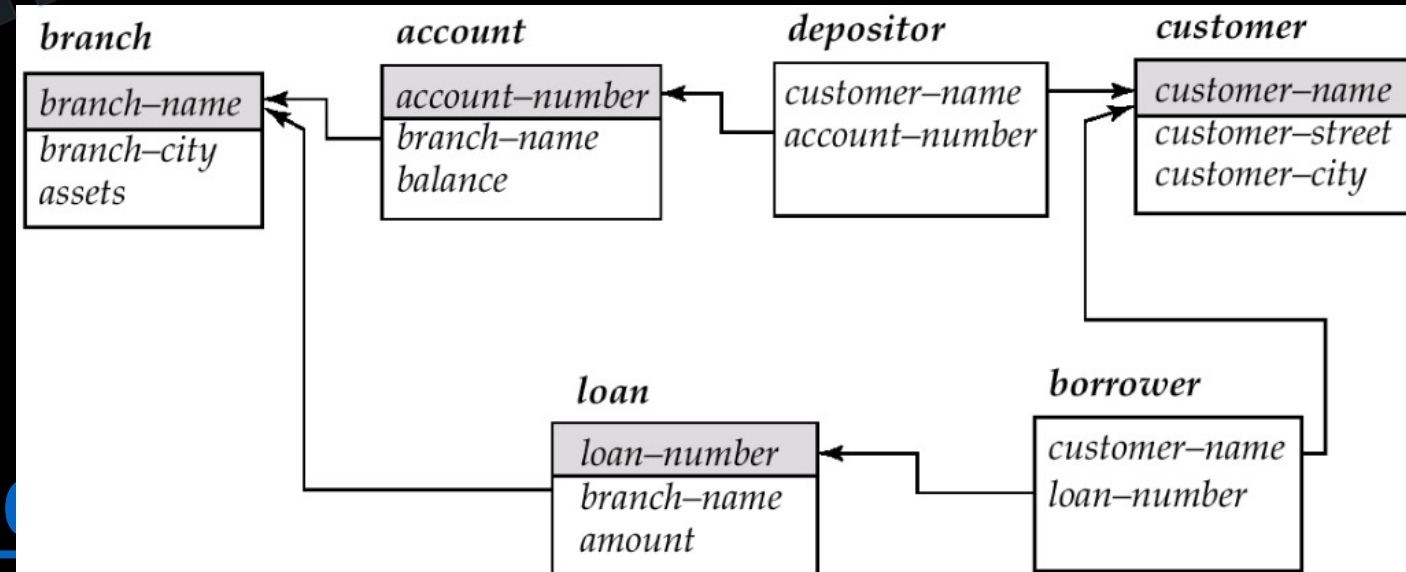 branch
branch–name
branch–city
assets
account
account–number
branch–name
balance
depositor
customer–name
account–number
customer
customer–name
customer–street
customer–city
loan
loan–number
branch–name
amount
borrower
customer–name
loan–number